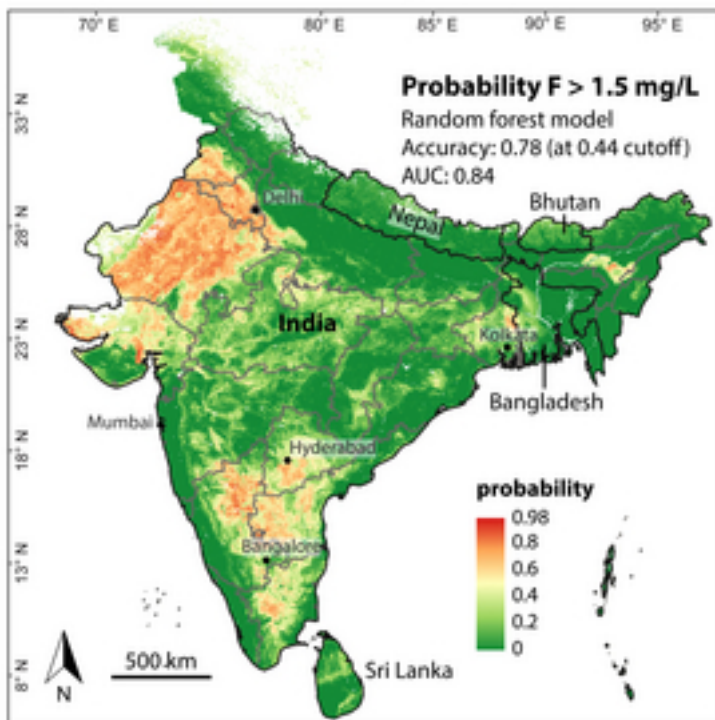 70° E
80° E
85° E
90° E
95° E
33° N
28° N
23° N
18° N
13° N
8° N
Probability F > 1.5 mg/L
Random forest model
Accuracy: 0.78 (at 0.44 cutoff)
AUC: 0.84
Delhi
Nepal
Bhutan
India
Kolkata
Bangladesh
Mumbai
Hyderabad
Bangalore
probability
0.98
0.8
0.6
0.4
0.2
0
500 km
N
Sri Lanka